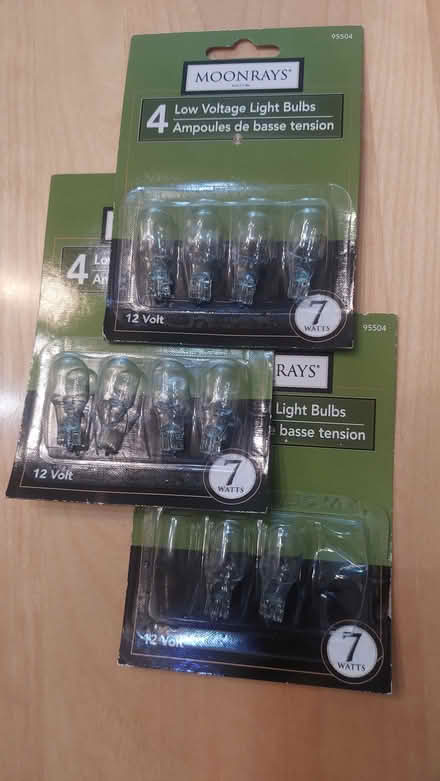 95504
MOONRAYS®
4 Low Voltage Light Bulbs
Ampoules de basse tension
12 Volt
7
WATTS
4
12 Volt
7
WATTS
95504
RAYS®
Light Bulbs
basse tension
12 Volt
7
WATTS